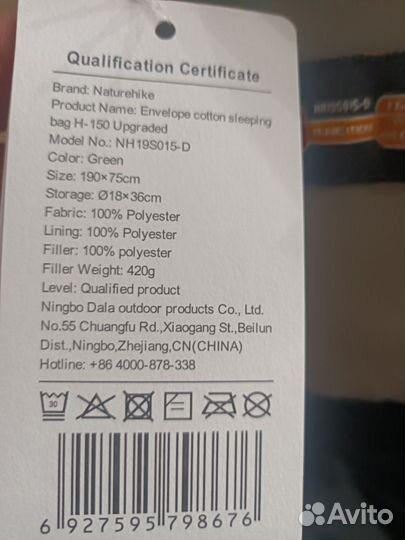 Qualification Certificate
Brand: Naturehike
Product Name: Envelope cotton sleeping
bag H-150 Upgraded
Model No.: NH19S015-D
Color: Green
Size: 190×75cm
Storage: Ø18×36cm
Fabric: 100% Polyester
Lining: 100% Polyester
Filler: 100% polyester
Filler Weight: 420g
Level: Qualified product
Ningbo Dala outdoor products Co., Ltd.
No.55 Chuangfu Rd.,Xiaogang St.,Beilun
Dist.,Ningbo,Zhejiang,CN(CHINA)
Hotline: +86 4000-878-338
30
6 927595 798676
NH19S015-D
Avito